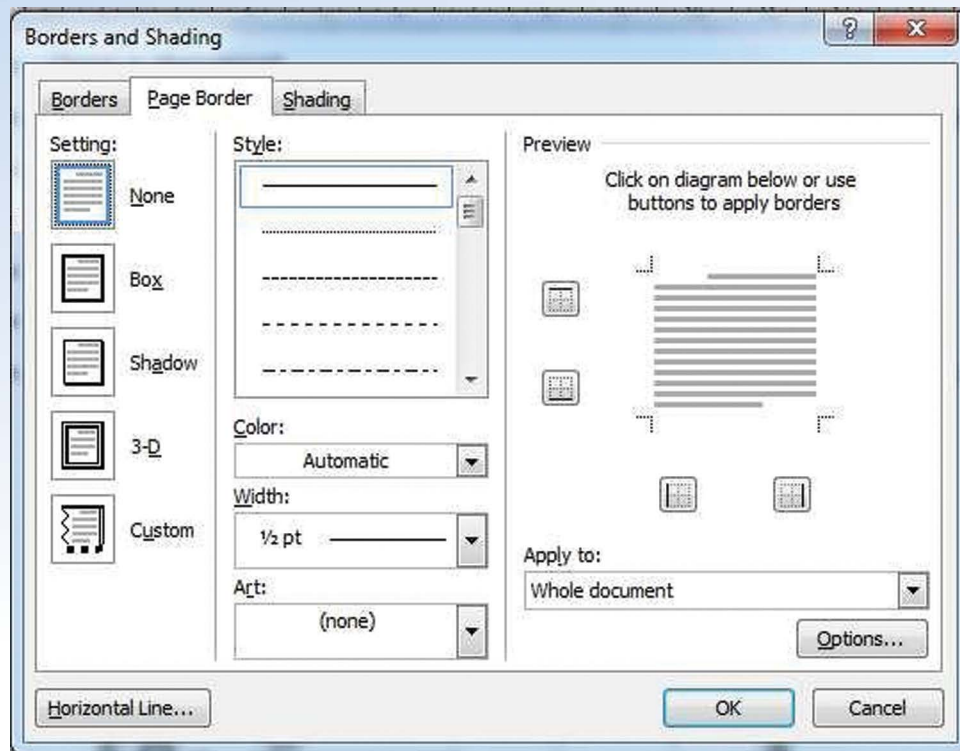 Borders and Shading
Borders
Page Border
Shading
Setting:
None
Box
Shadow
3-D
Custom
Style:
Color:
Automatic
Width:
½ pt
Art:
(none)
Preview
Click on diagram below or use
buttons to apply borders
Apply to:
Whole document
Options...
Horizontal Line...
OK
Cancel